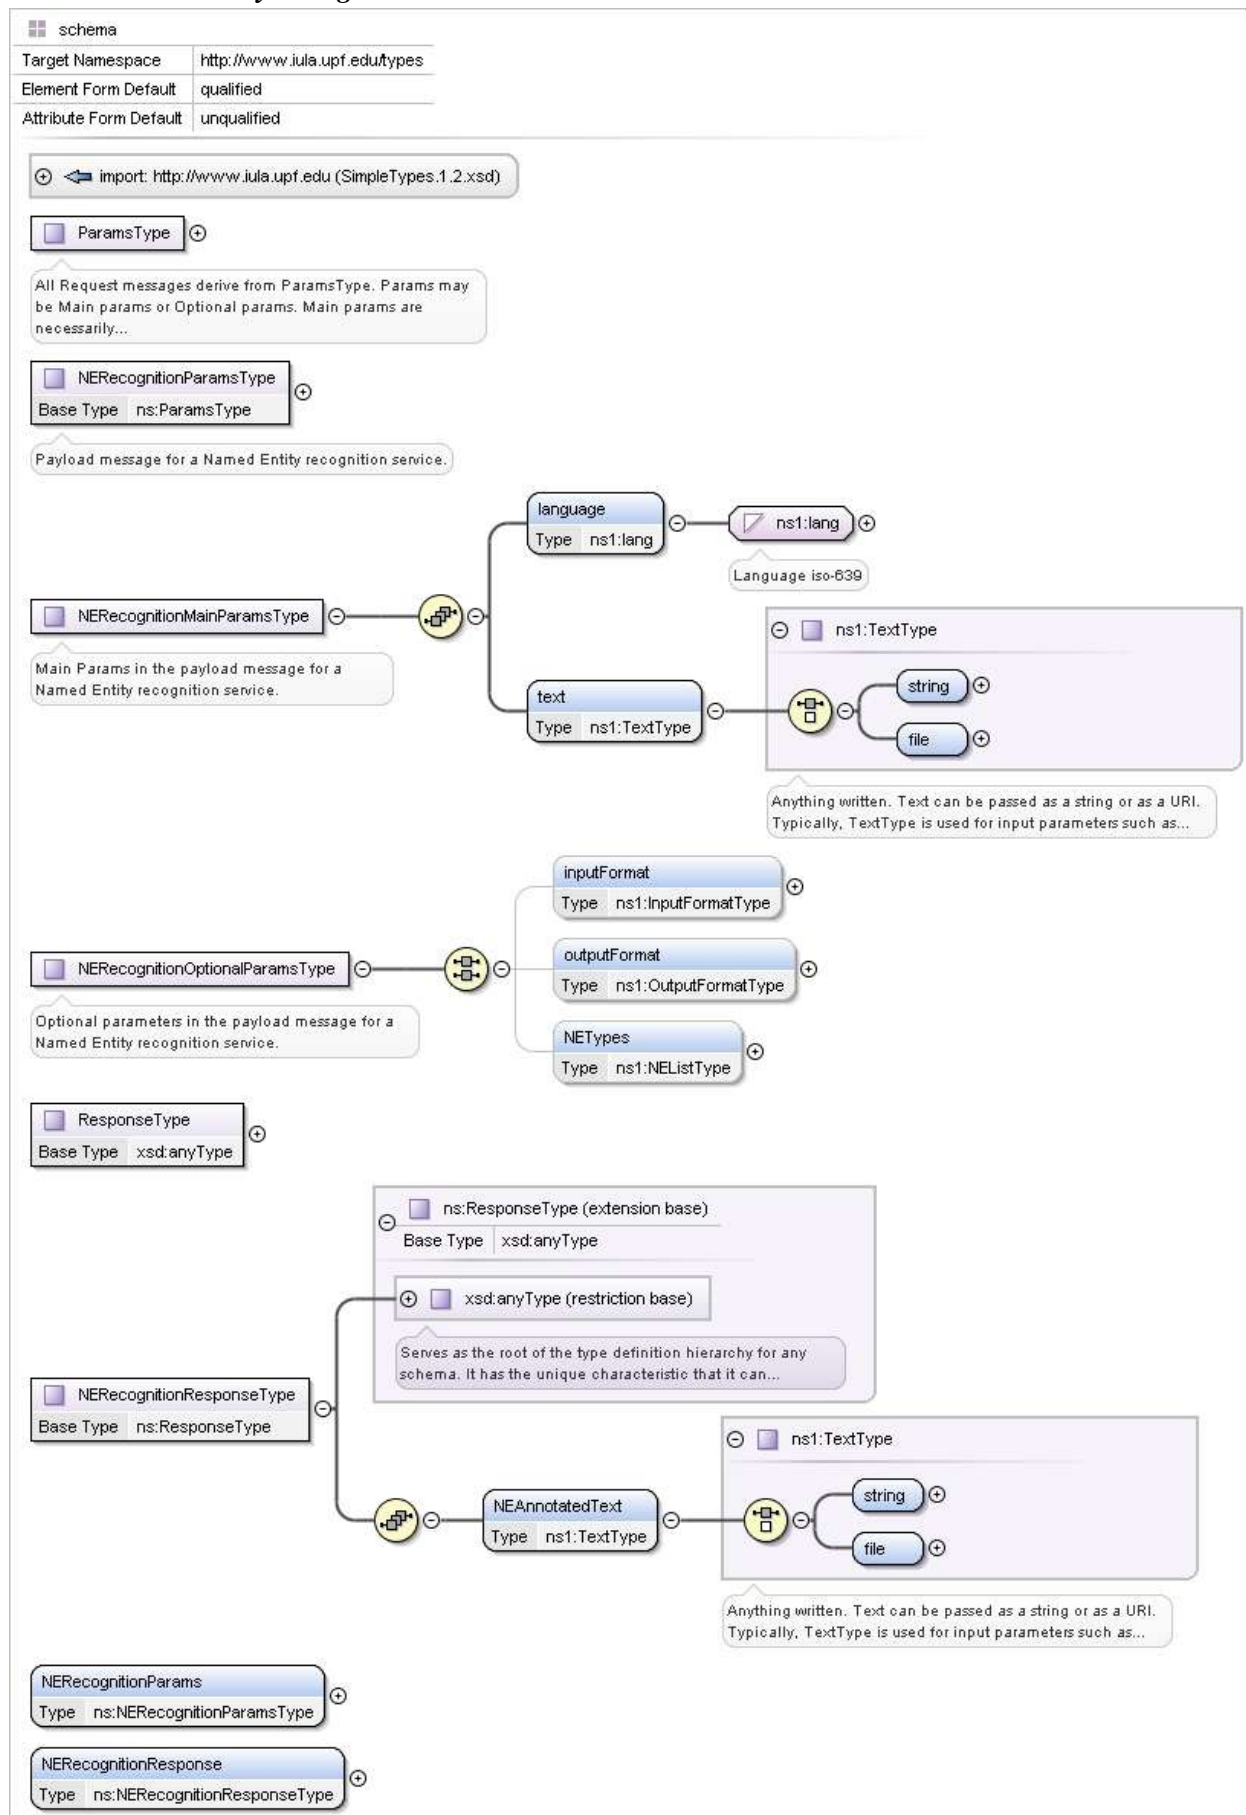 schema
Target Namespace http://www.iula.upf.edu/types
Element Form Default qualified
Attribute Form Default unqualified
import: http://www.iula.upf.edu (SimpleTypes.1.2.xsd)
ParamsType
All Request messages derive from ParamsType. Params may
be Main params or Optional params. Main params are
necessarily...
NERecognitionParamsType
Base Type ns:ParamsType
Payload message for a Named Entity recognition service.
language
Type ns1:lang
ns1:lang
Language iso-639
NERecognitionMainParamsType
Main Params in the payload message for a
Named Entity recognition service.
text
Type ns1:TextType
ns1:TextType
string
file
Anything written. Text can be passed as a string or as a URI.
Typically, TextType is used for input parameters such as...
inputFormat
Type ns1:InputFormatType
NERecognitionOptionalParamsType
Optional parameters in the payload message for a
Named Entity recognition service.
outputFormat
Type ns1:OutputFormatType
NETypes
Type ns1:NEListType
ResponseType
Base Type xsd:anyType
ns:ResponseType (extension base)
Base Type xsd:anyType
xsd:anyType (restriction base)
Serves as the root of the type definition hierarchy for any
schema. It has the unique characteristic that it can...
NERecognitionResponseType
Base Type ns:ResponseType
NEAnnotatedText
Type ns1:TextType
ns1:TextType
string
file
Anything written. Text can be passed as a string or as a URI.
Typically, TextType is used for input parameters such as...
NERecognitionParams
Type ns:NERecognitionParamsType
NERecognitionResponse
Type ns:NERecognitionResponseType